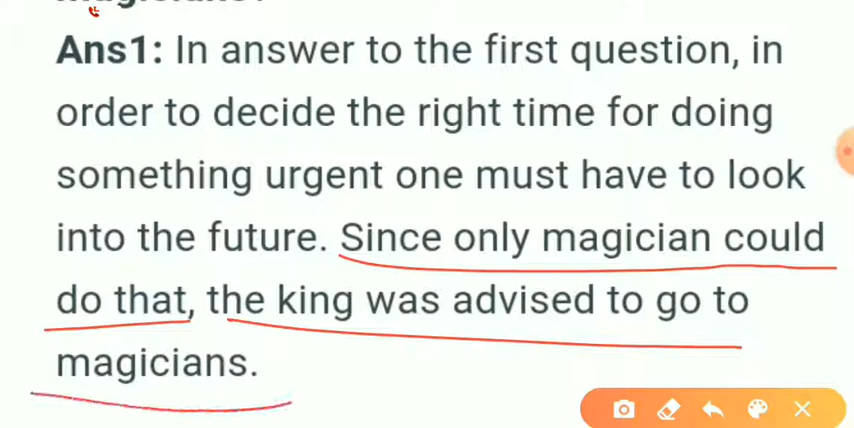 Ans1: In answer to the first question, in
order to decide the right time for doing
something urgent one must have to look
into the future. Since only magician could
do that, the king was advised to go to
magicians.